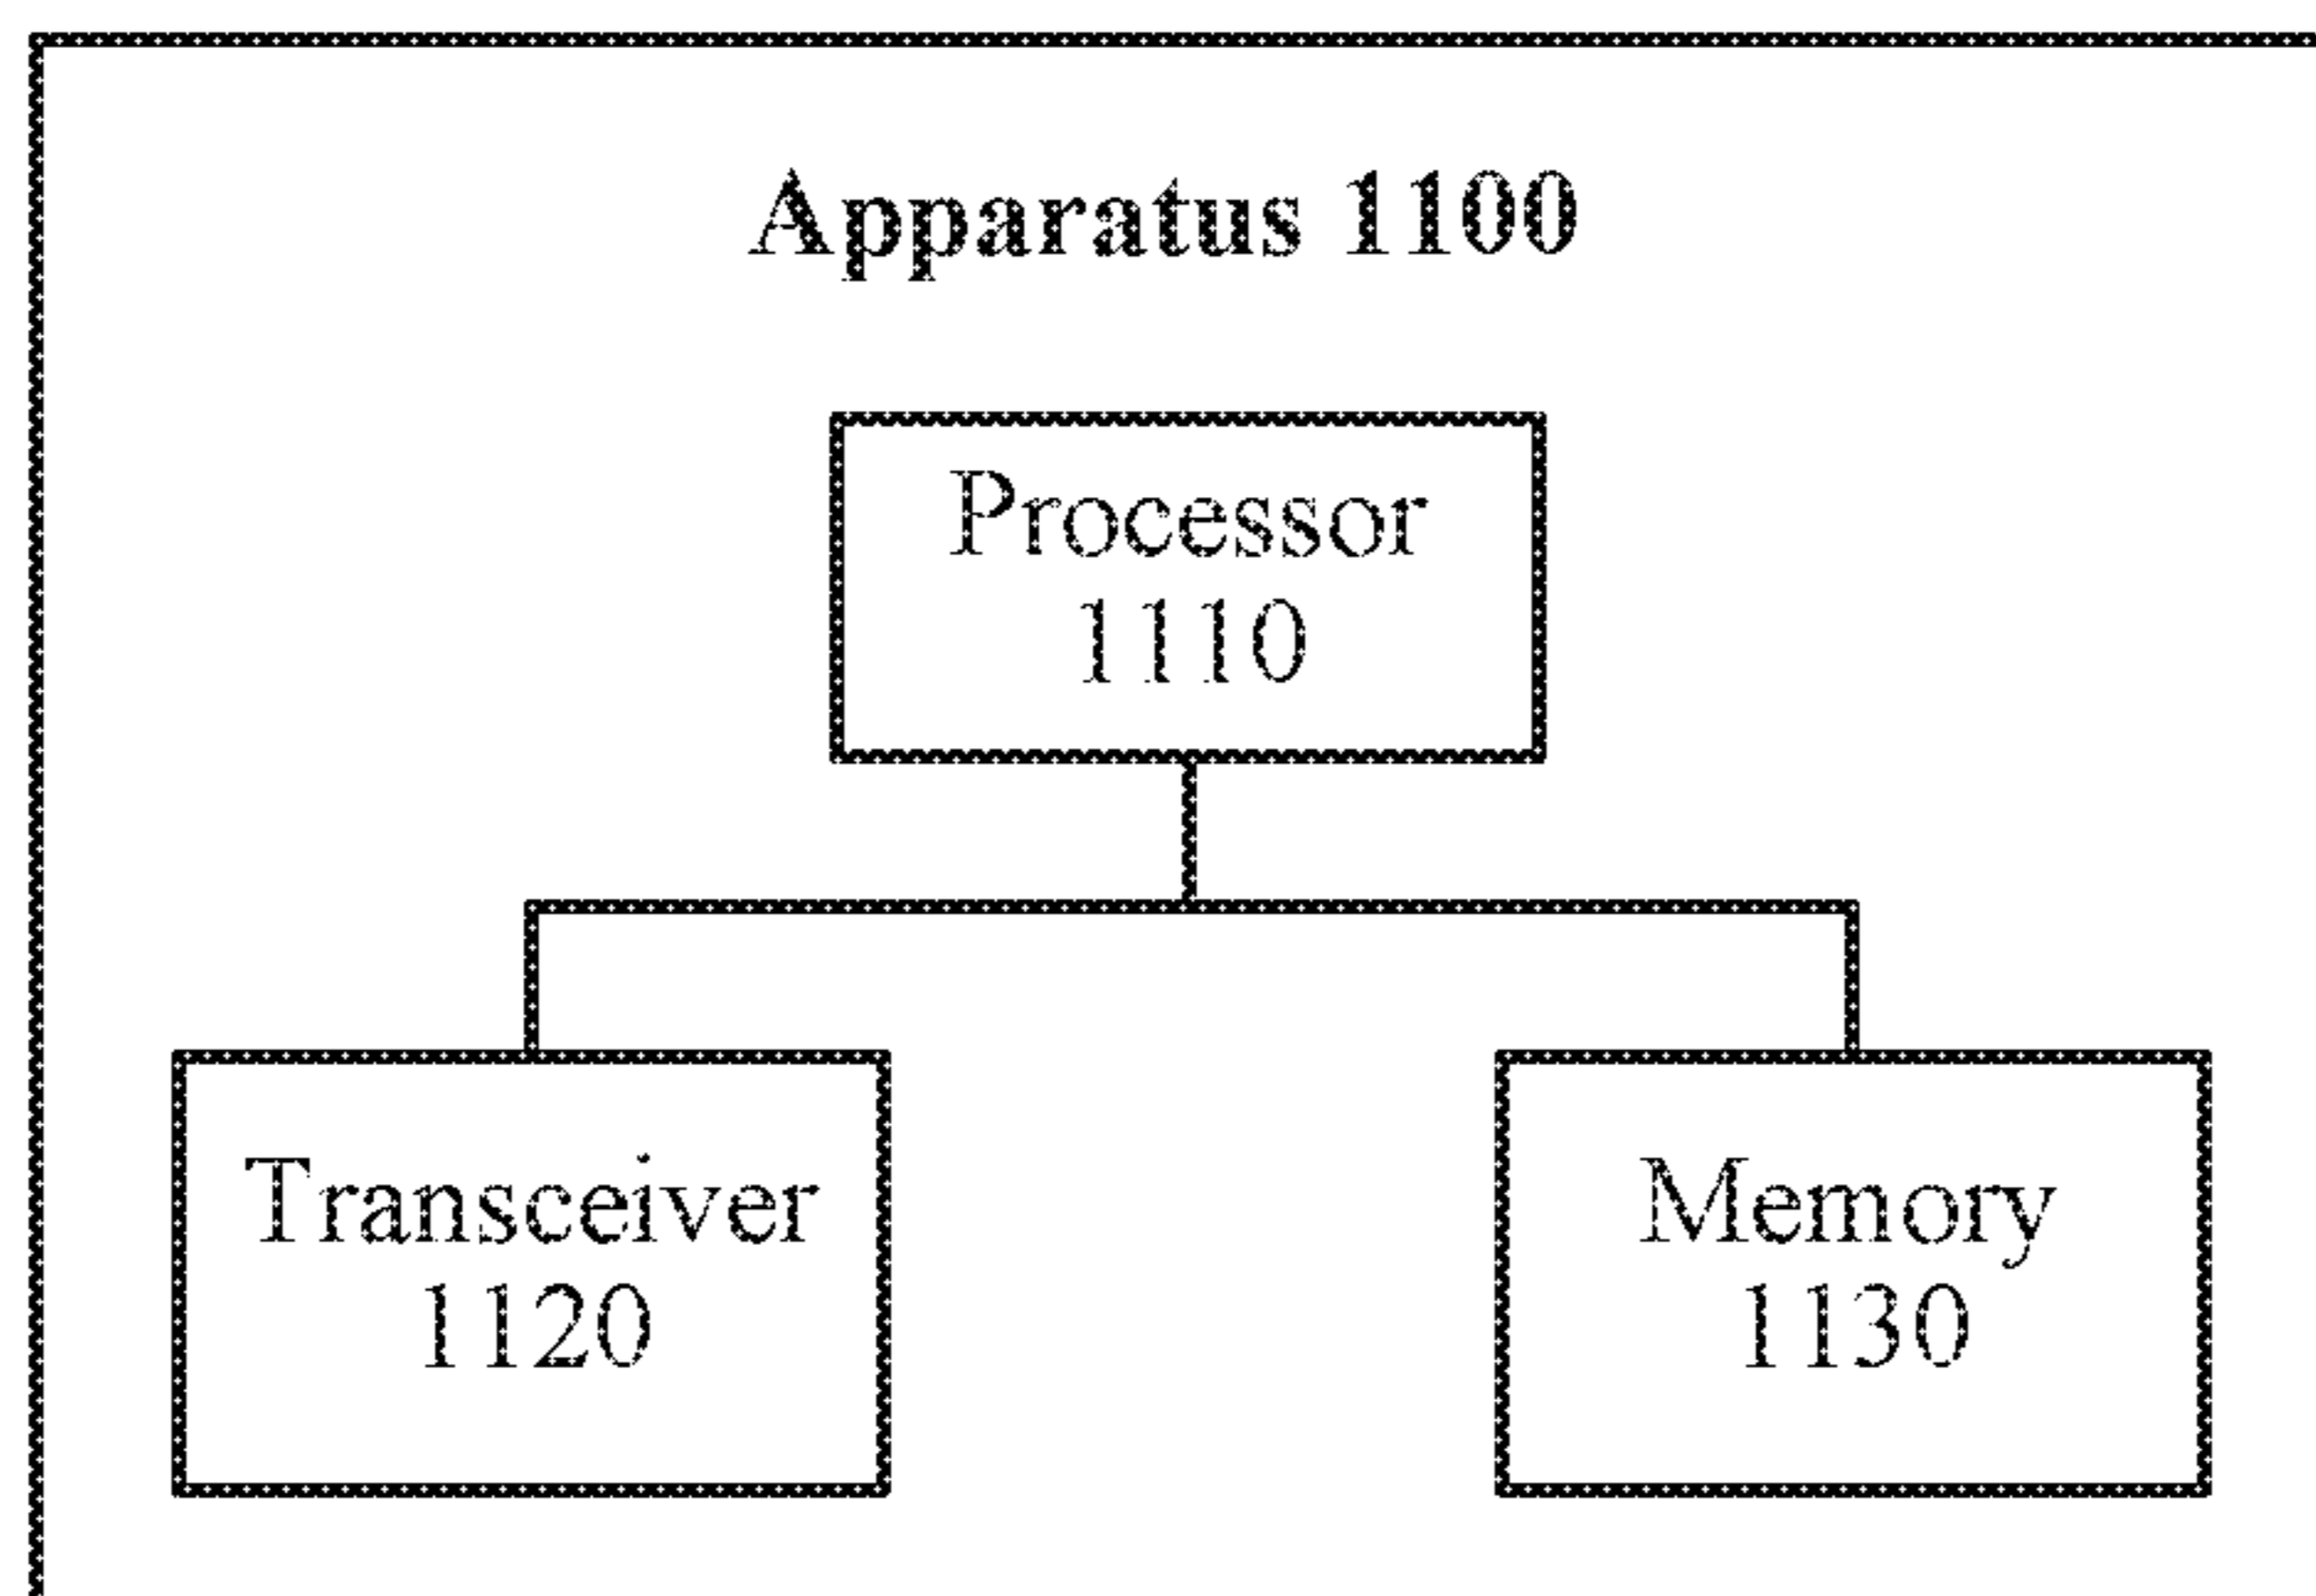 Apparatus 1100
Processor
1110
Transceiver
1120
Memory
1130